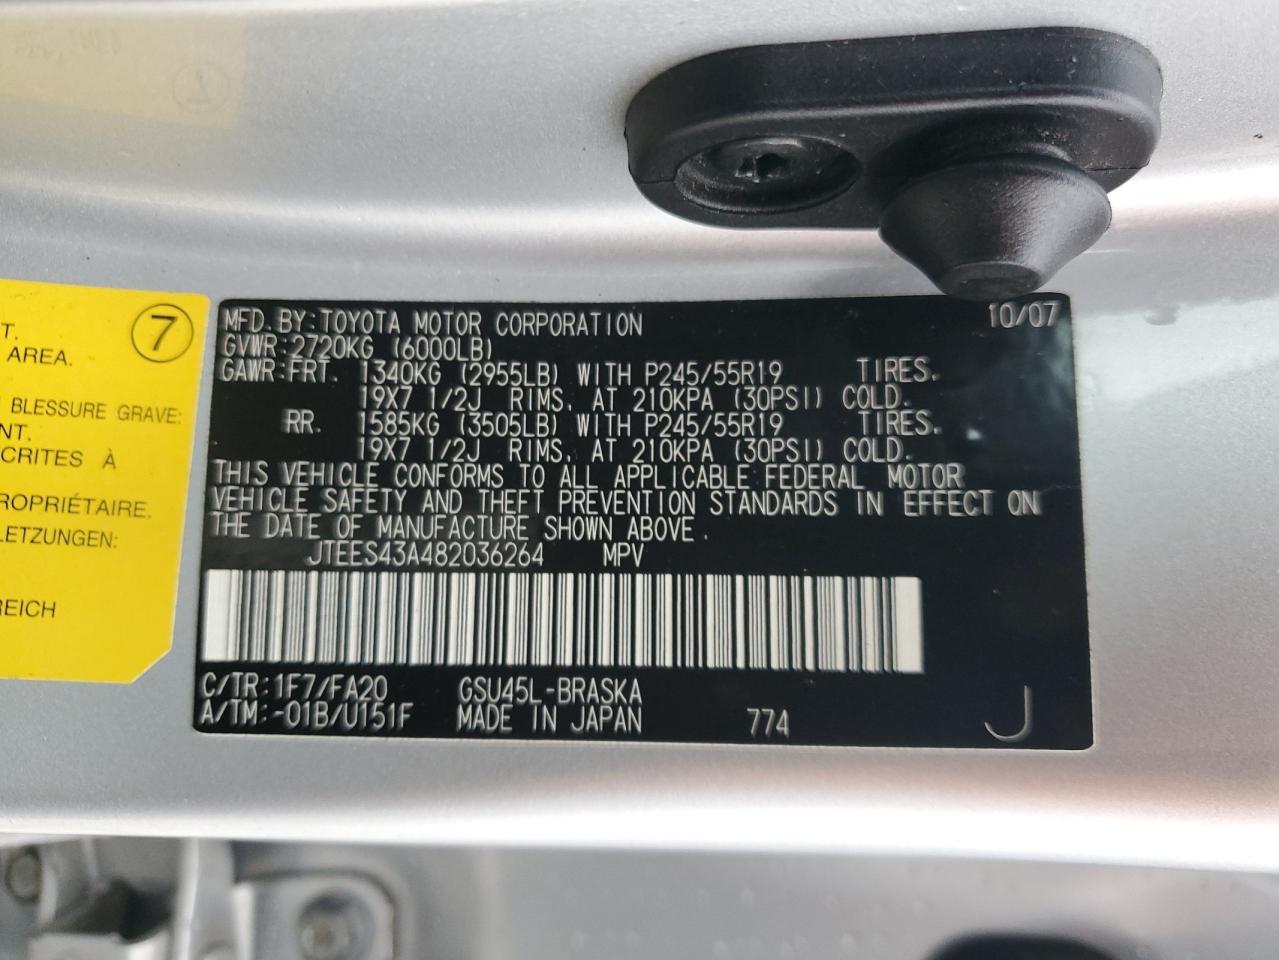 7
T.
AREA.
BLESSURE GRAVE:
NT.
CRITES À
ROPRIÉTAIRE.
LETZUNGEN:
REICH
MFD. BY: TOYOTA MOTOR CORPORATION 10/07
GVWR: 2720KG (6000LB)
GAWR: FRT. 1340KG (2955LB) WITH P245/55R19 TIRES.
19X7 1/2J RIMS, AT 210KPA (30PSI) COLD.
RR. 1585KG (3505LB) WITH P245/55R19 TIRES.
19X7 1/2J RIMS, AT 210KPA (30PSI) COLD.
THIS VEHICLE CONFORMS TO ALL APPLICABLE FEDERAL MOTOR
VEHICLE SAFETY AND THEFT PREVENTION STANDARDS IN EFFECT ON
THE DATE OF MANUFACTURE SHOWN ABOVE.
JTEES43A482036264 MPV
C/TR: 1F7/FA20 GSU45L-BRASKA
A/TM: -01B/U151F MADE IN JAPAN 774 J